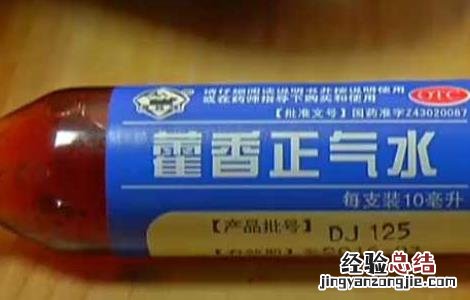 请仔细阅读说明书并按说明使用
或在药师指导下购买和使用
OTC
【批准文号】国药准字Z43020087
藿香正气水
每支装10毫升
【产品批号】 DJ 125
经验总结
jingyanzongjie.com